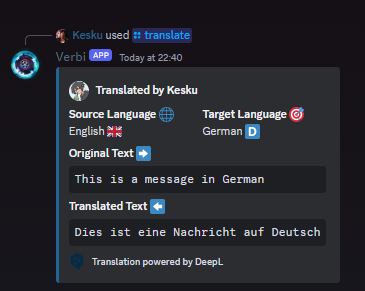 Kesku used translate
Verbi APP Today at 22:40
Translated by Kesku
Source Language 🌐 Target Language 🎯
English 🇬🇧 German 🇩
Original Text ➡️
This is a message in German
Translated Text ⬅️
Dies ist eine Nachricht auf Deutsch
Translation powered by DeepL